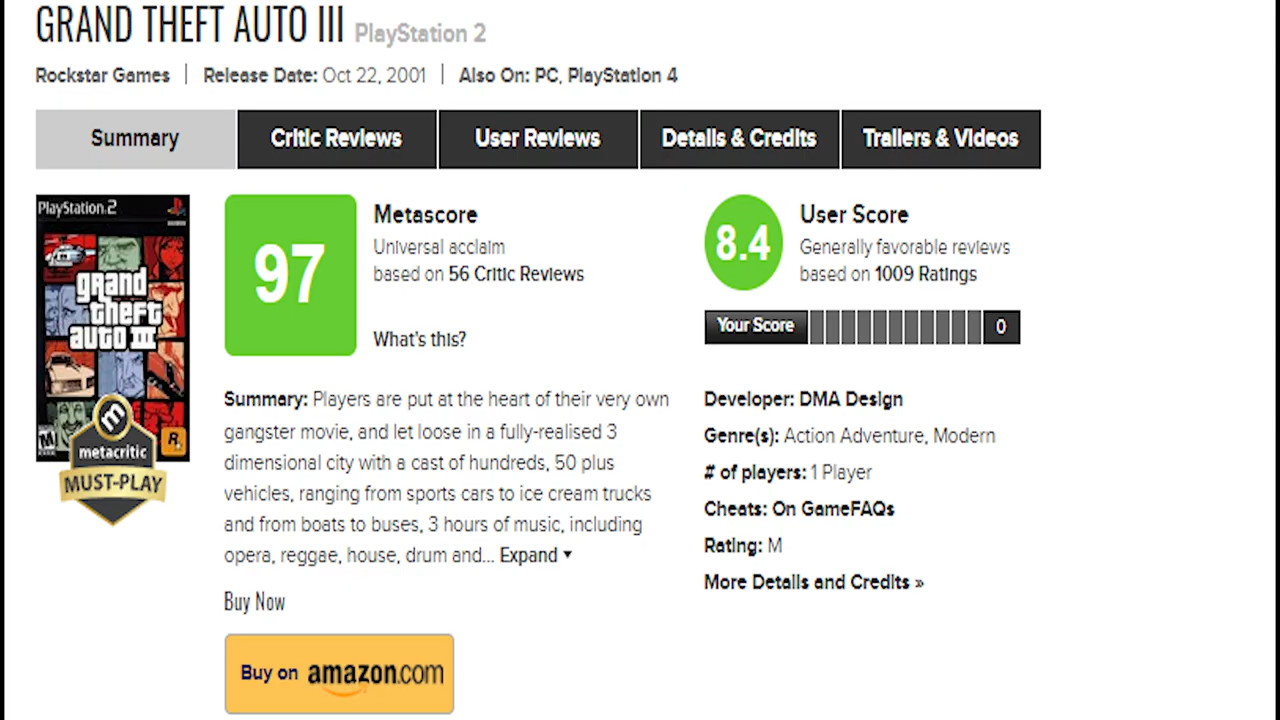 GRAND THEFT AUTO III PlayStation 2
Rockstar Games | Release Date: Oct 22, 2001 | Also On: PC, PlayStation 4
Summary Critic Reviews User Reviews Details & Credits Trailers & Videos
PlayStation.2
grand
theft
auto III
M
R
m
metacritic
MUST-PLAY
97
Metascore
Universal acclaim
based on 56 Critic Reviews
What's this?
8.4
User Score
Generally favorable reviews
based on 1009 Ratings
Your Score 0
Summary: Players are put at the heart of their very own
gangster movie, and let loose in a fully-realised 3
dimensional city with a cast of hundreds, 50 plus
vehicles, ranging from sports cars to ice cream trucks
and from boats to buses, 3 hours of music, including
opera, reggae, house, drum and... Expand
Buy Now
Buy on amazon.com
Developer: DMA Design
Genre(s): Action Adventure, Modern
# of players: 1 Player
Cheats: On GameFAQs
Rating: M
More Details and Credits »